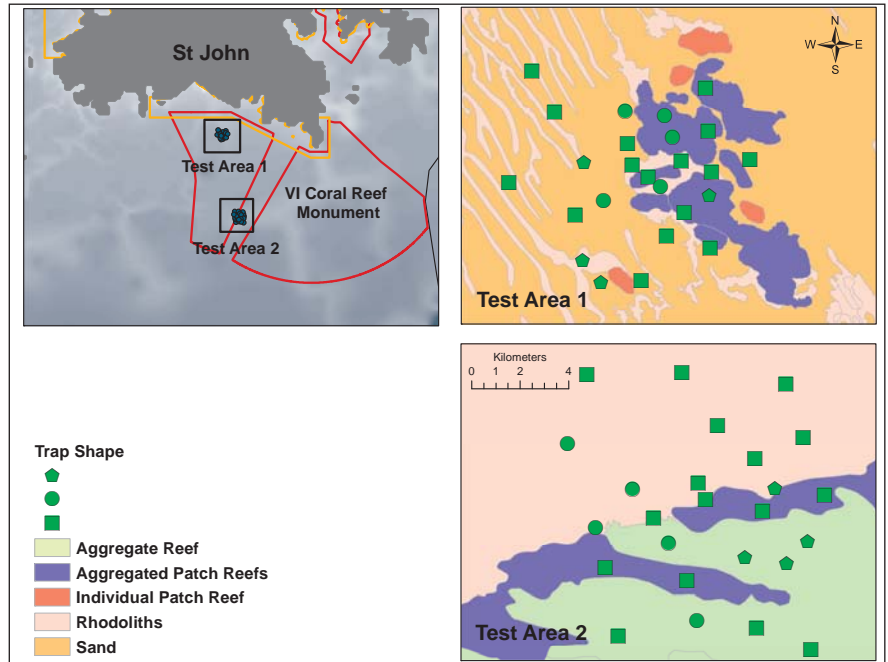 St John
Test Area 1
VI Coral Reef
Monument
Test Area 2
N
W E
S
Test Area 1
Kilometers
0 1 2 4
Test Area 2
Trap Shape
Aggregate Reef
Aggregated Patch Reefs
Individual Patch Reef
Rhodoliths
Sand